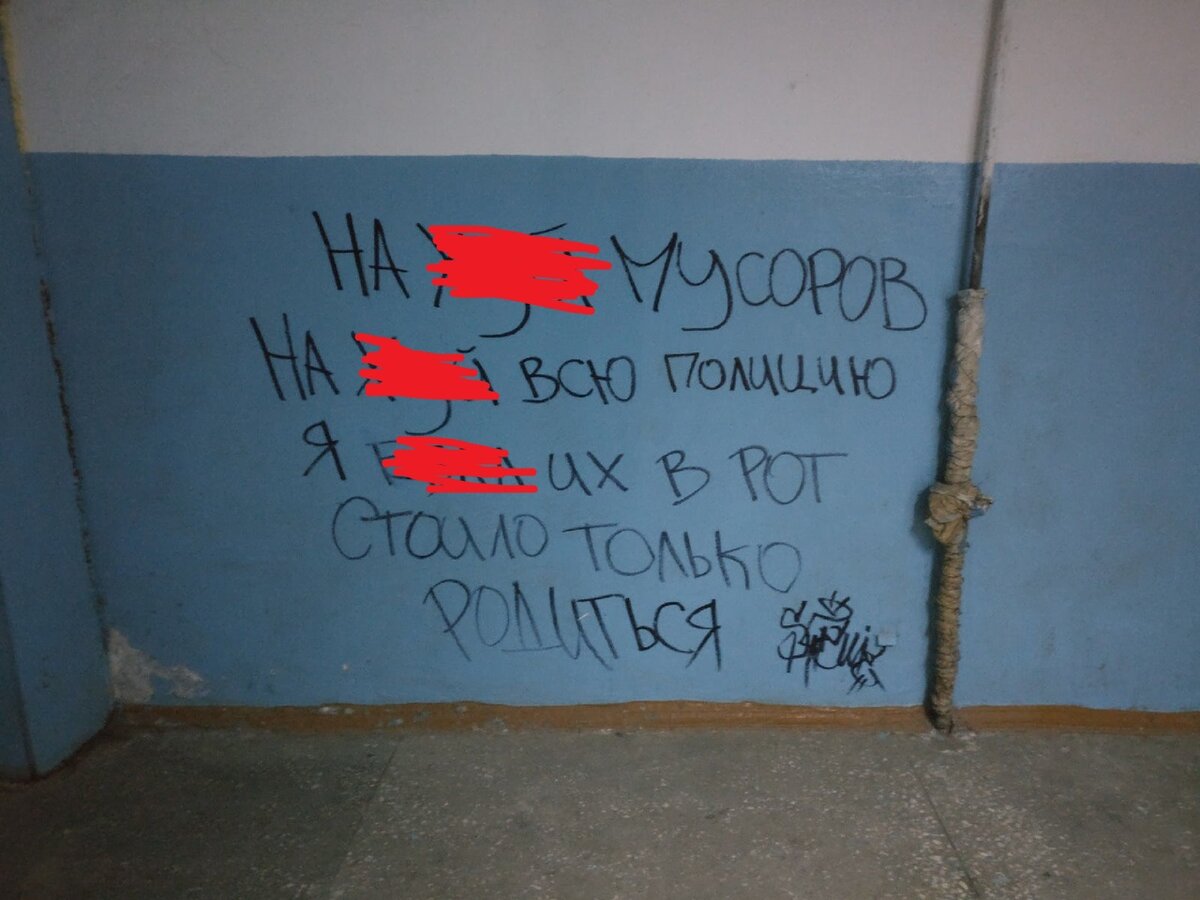 НА МУСОРОВ
НА ВСЮ ПОЛИЦИЮ
Я ИХ В РОТ
СТОИЛО ТОЛЬКО
РОДИТЬСЯ